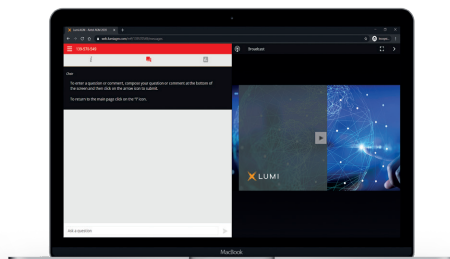 Broadcast
To enter a question or comment, compose your question or comment at the bottom of
the screen and then click on the arrow icon to submit.
To return to the main page click on the "i" icon.
LUMI
Ask a question
MacBook